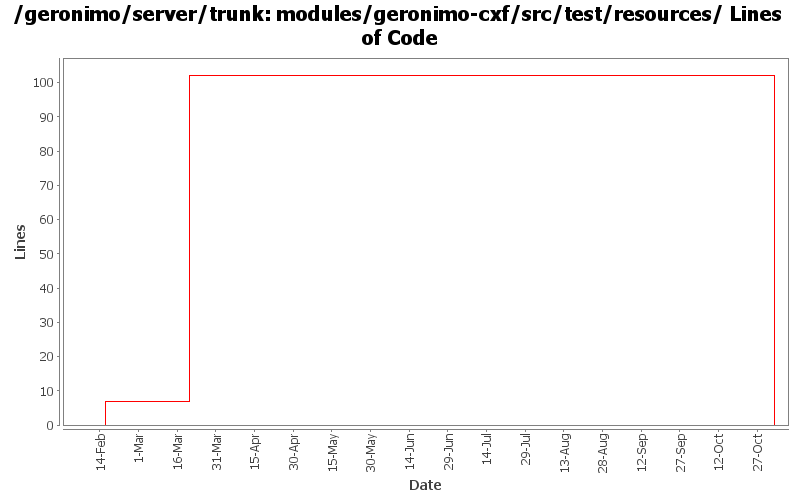 /geronimo/server/trunk: modules/geronimo-cxf/src/test/resources/ Lines
of Code
Lines
100
90
80
70
60
50
40
30
20
10
0
14-Feb
1-Mar
16-Mar
31-Mar
15-Apr
30-Apr
15-May
30-May
14-Jun
29-Jun
14-Jul
29-Jul
13-Aug
28-Aug
12-Sep
27-Sep
12-Oct
27-Oct
Date